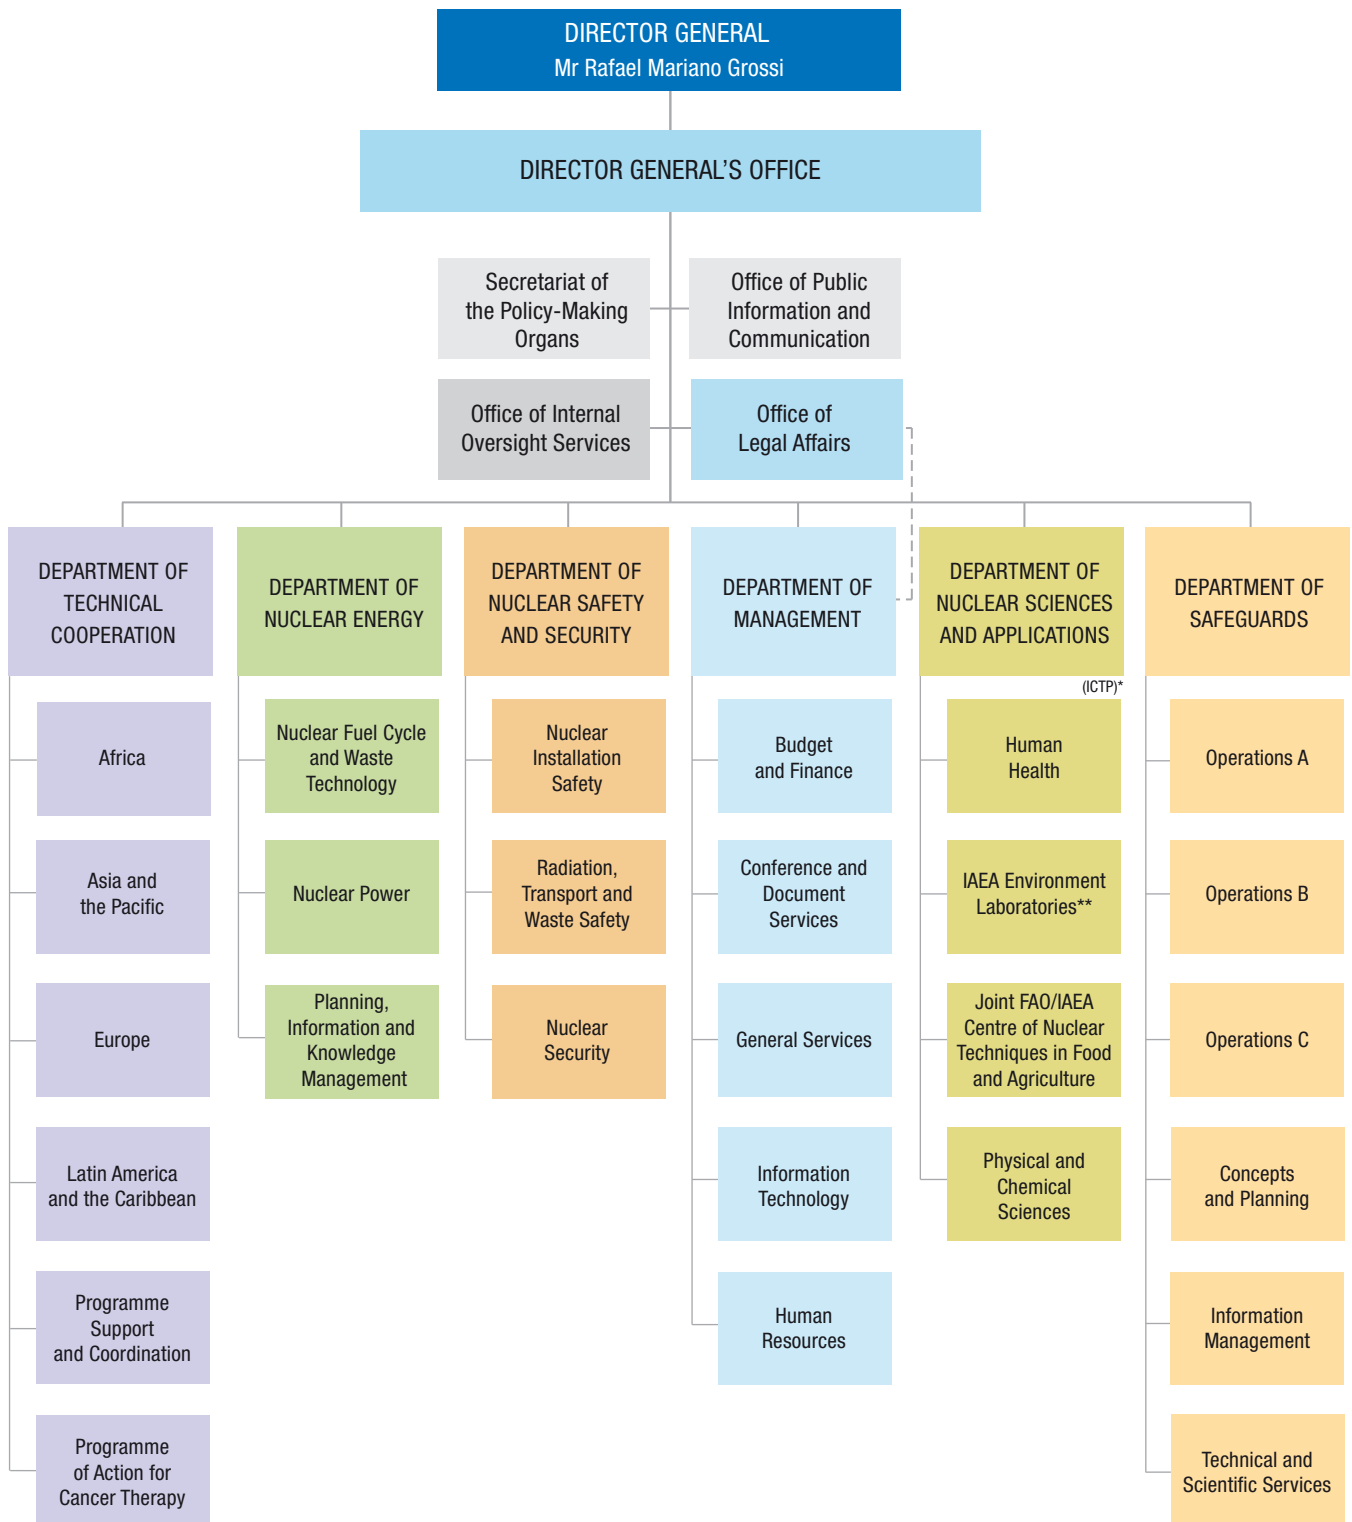 DIRECTOR GENERAL
Mr Rafael Mariano Grossi
DIRECTOR GENERAL’S OFFICE
Secretariat of
the Policy-Making
Organs
Office of Public
Information and
Communication
Office of Internal
Oversight Services
Office of
Legal Affairs
DEPARTMENT OF
TECHNICAL
COOPERATION
Africa
Asia and
the Pacific
Europe
Latin America
and the Caribbean
Programme
Support
and Coordination
Programme
of Action for
Cancer Therapy
DEPARTMENT OF
NUCLEAR ENERGY
Nuclear Fuel Cycle
and Waste
Technology
Nuclear Power
Planning,
Information and
Knowledge
Management
DEPARTMENT OF
NUCLEAR SAFETY
AND SECURITY
Nuclear
Installation
Safety
Radiation,
Transport and
Waste Safety
Nuclear
Security
DEPARTMENT OF
MANAGEMENT
Budget
and Finance
Conference and
Document
Services
General Services
Information
Technology
Human
Resources
DEPARTMENT OF
NUCLEAR SCIENCES
AND APPLICATIONS
(ICTP)*
Human
Health
IAEA Environment
Laboratories**
Joint FAO/IAEA
Centre of Nuclear
Techniques in Food
and Agriculture
Physical and
Chemical
Sciences
DEPARTMENT OF
SAFEGUARDS
Operations A
Operations B
Operations C
Concepts
and Planning
Information
Management
Technical and
Scientific Services